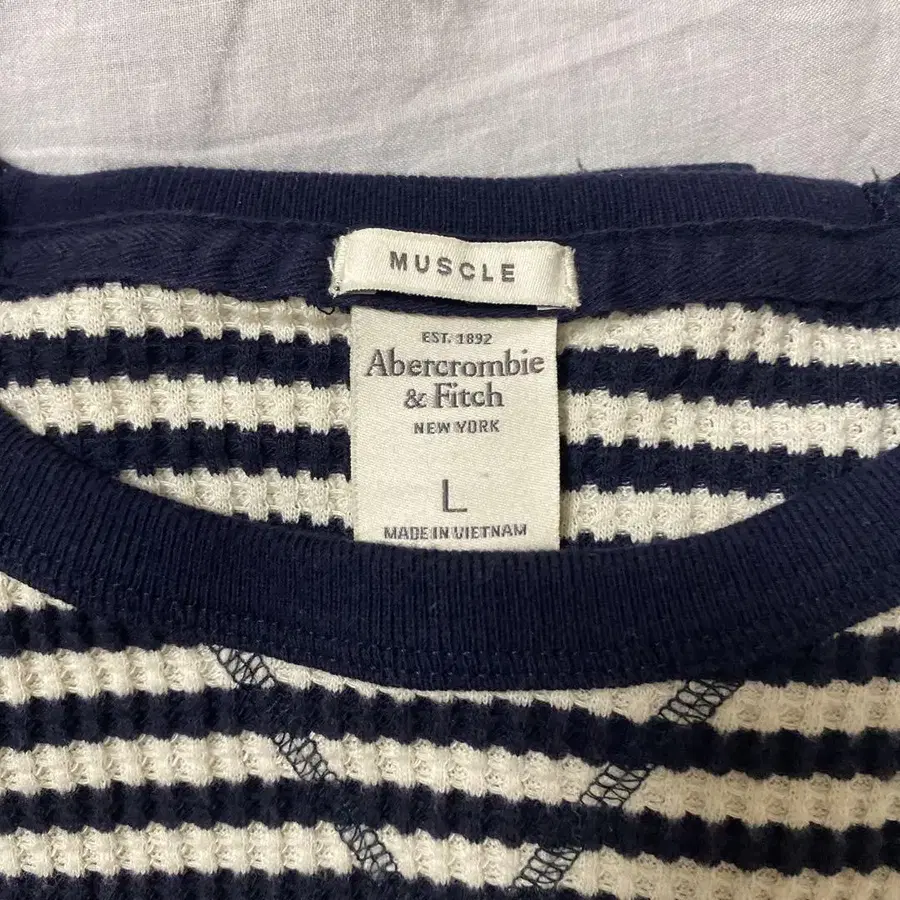 MUSCLE
EST. 1892
Abercrombie
& Fitch
NEW YORK
L
MADE IN VIETNAM